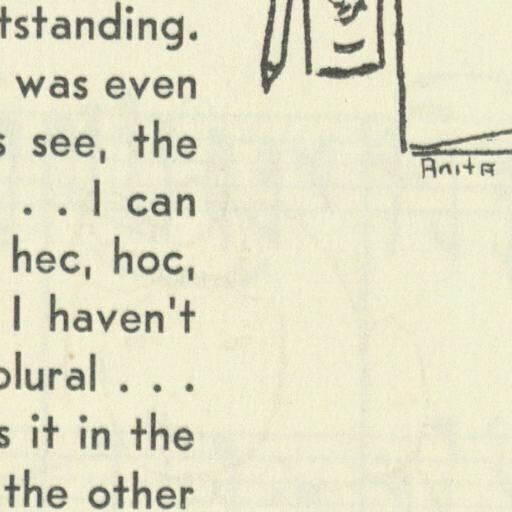 tstanding.
was even
s see, the
. . I can
hec, hoc,
I haven't
plural . . .
s it in the
the other
Anita